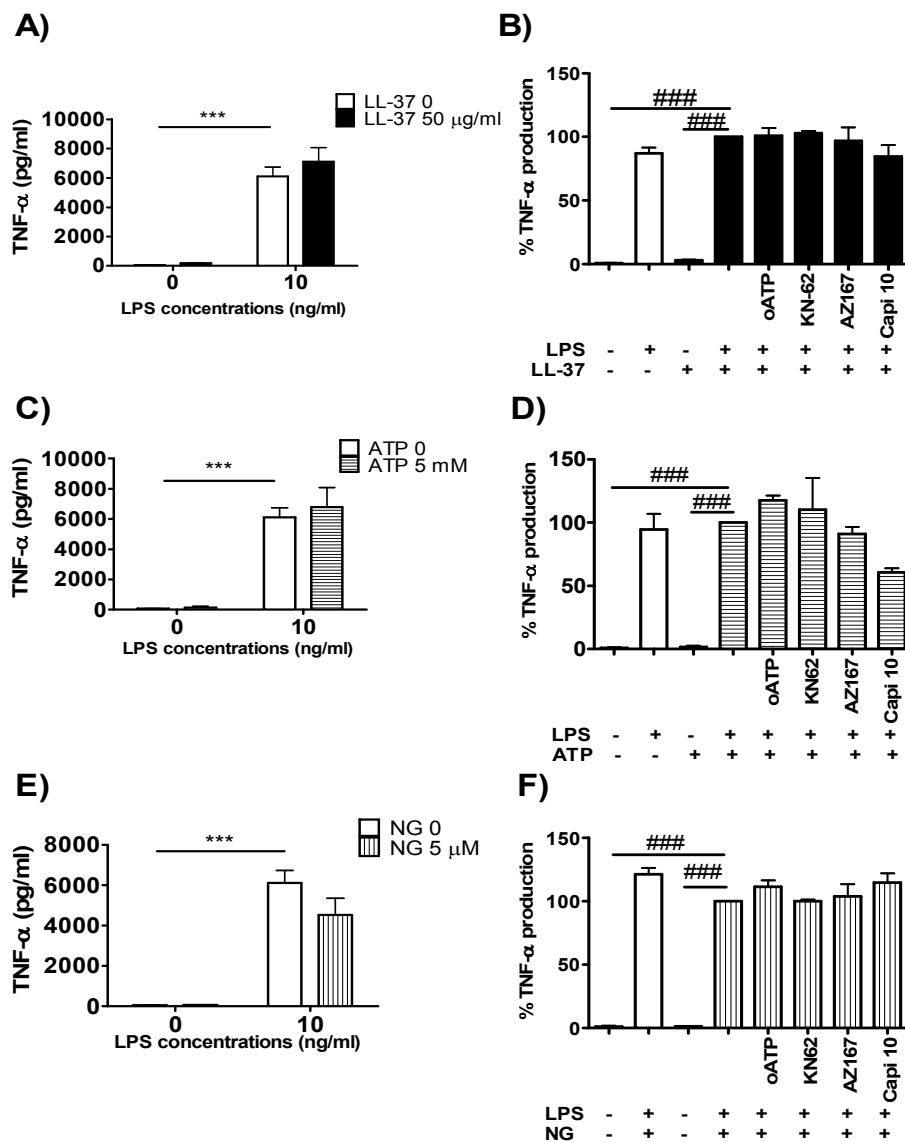 A)
LL-37 0
LL-37 50 μg/ml
***
TNF-α (pg/ml)
10000
8000
6000
4000
2000
0
0 10
LPS concentrations (ng/ml)
B)
% TNF-α production
150
100
50
0
###
###
oATP
KN-62
AZ167
Capi 10
LPS - + - + + + + +
LL-37 - - + + + + + +
C)
ATP 0
ATP 5 mM
***
TNF-α (pg/ml)
10000
8000
6000
4000
2000
0
0 10
LPS concentrations (ng/ml)
D)
% TNF-α production
150
100
50
0
###
###
oATP
KN62
AZ167
Capi 10
LPS - + - + + + + +
ATP - - + + + + + +
E)
NG 0
NG 5 μM
***
TNF-α (pg/ml)
8000
6000
4000
2000
0
0 10
LPS concentrations (ng/ml)
F)
% TNF-α production
150
100
50
0
###
###
oATP
KN62
AZ167
Capi 10
LPS - + - + + + + +
NG - + - + + + + +